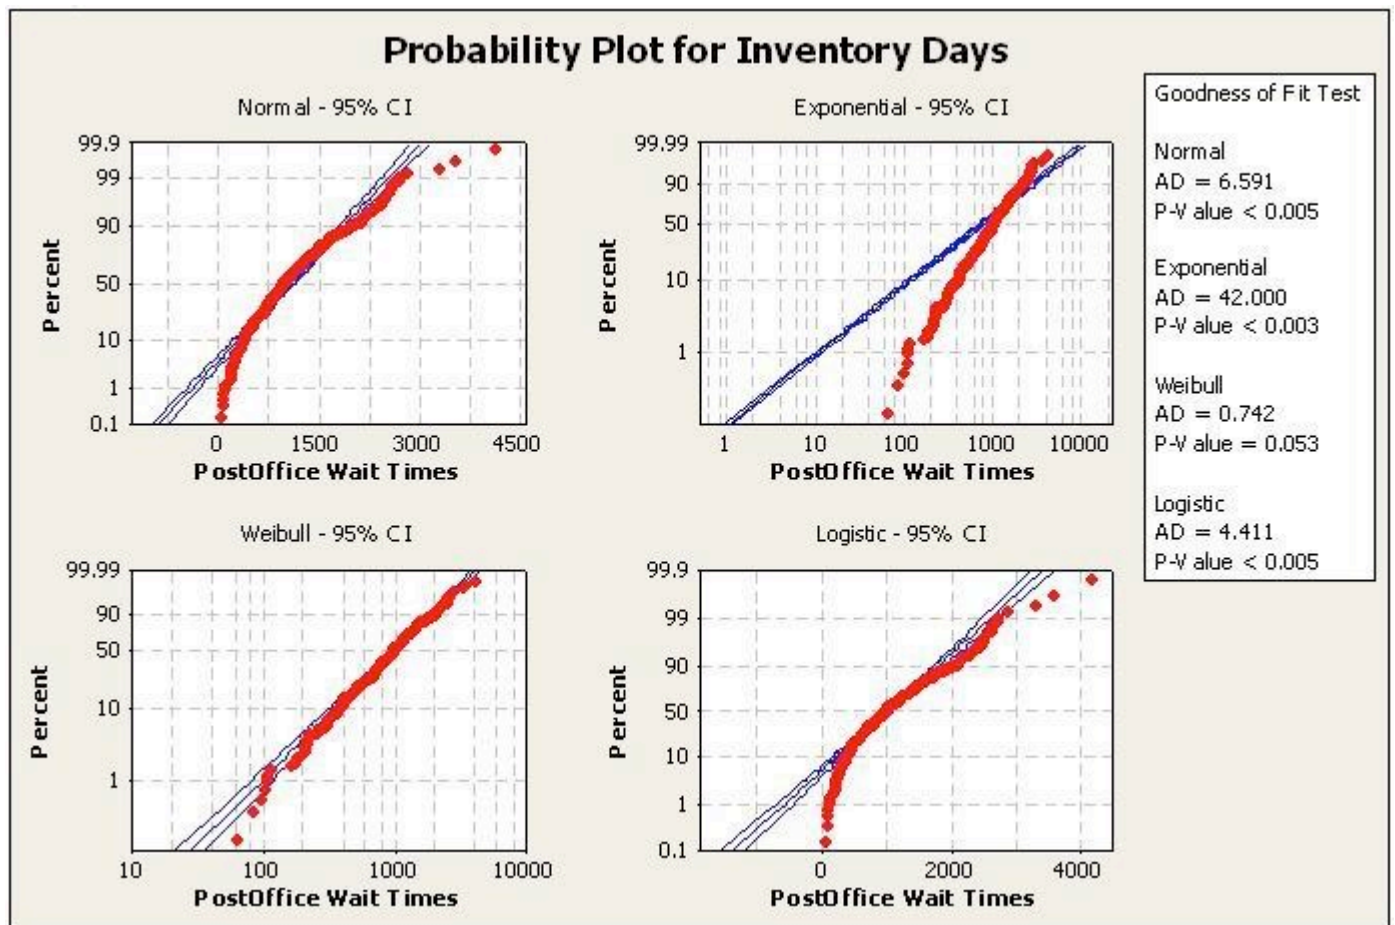 Probability Plot for Inventory Days
Normal - 95% CI
99.9
99
90
50
10
1
0.1
Percent
0 1500 3000 4500
PostOffice Wait Times
Exponential - 95% CI
99.99
90
50
10
1
Percent
1 10 100 1000 10000
PostOffice Wait Times
Weibull - 95% CI
99.99
90
50
10
1
Percent
10 100 1000 10000
PostOffice Wait Times
Logistic - 95% CI
99.9
99
90
50
10
1
0.1
Percent
0 2000 4000
PostOffice Wait Times
Goodness of Fit Test
Normal
AD = 6.591
P-Value < 0.005
Exponential
AD = 42.000
P-Value < 0.003
Weibull
AD = 0.742
P-Value = 0.053
Logistic
AD = 4.411
P-Value < 0.005